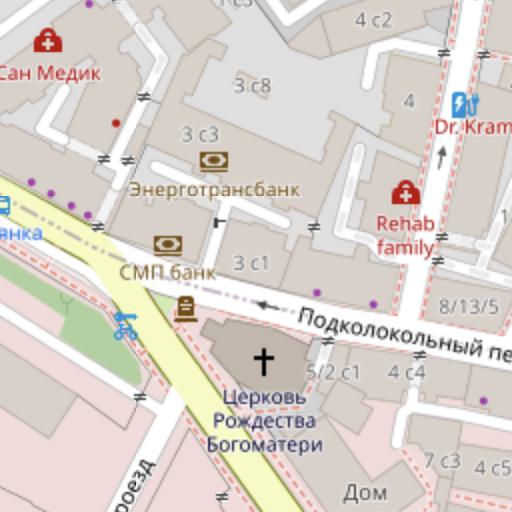 4 с2
Сан Медик
3 с8
4
Dr. Kram
3 с3
Энерготрансбанк
янка
Rehab
family
СМП банк
3 с1
8/13/5
Подколокольный пе
5/2 с1
4 с4
Церковь
Рождества
Богоматери
7 с3
4 с5
роезд
Дом